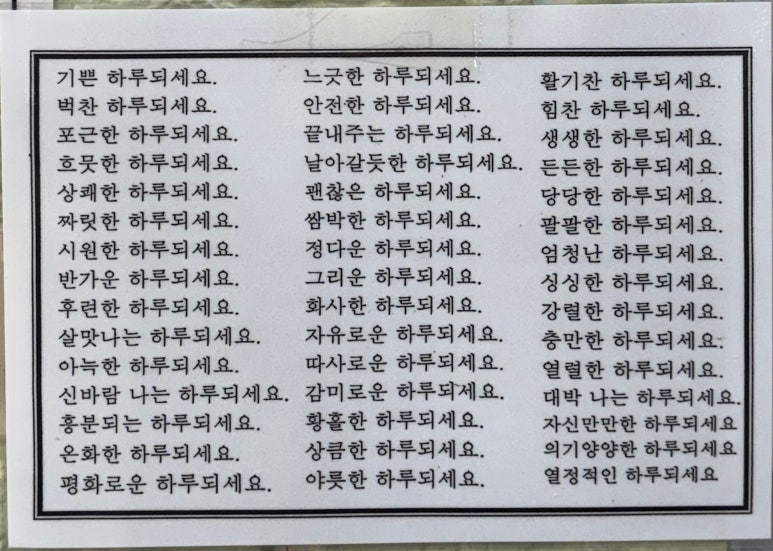 기쁜 하루되세요.
벅찬 하루되세요.
포근한 하루되세요.
흐뭇한 하루되세요.
상쾌한 하루되세요.
짜릿한 하루되세요.
시원한 하루되세요.
반가운 하루되세요.
후련한 하루되세요.
살맛나는 하루되세요.
아늑한 하루되세요.
신바람 나는 하루되세요.
흥분되는 하루되세요.
온화한 하루되세요.
평화로운 하루되세요.
느긋한 하루되세요.
안전한 하루되세요.
끝내주는 하루되세요.
날아갈듯한 하루되세요.
괜찮은 하루되세요.
쌈박한 하루되세요.
정다운 하루되세요.
그리운 하루되세요.
화사한 하루되세요.
자유로운 하루되세요.
따사로운 하루되세요.
감미로운 하루되세요.
황홀한 하루되세요.
상큼한 하루되세요.
야릇한 하루되세요.
활기찬 하루되세요.
힘찬 하루되세요.
생생한 하루되세요.
든든한 하루되세요.
당당한 하루되세요.
팔팔한 하루되세요.
엄청난 하루되세요.
싱싱한 하루되세요.
강렬한 하루되세요.
충만한 하루되세요.
열렬한 하루되세요.
대박 나는 하루되세요.
자신만만한 하루되세요
의기양양한 하루되세요
열정적인 하루되세요